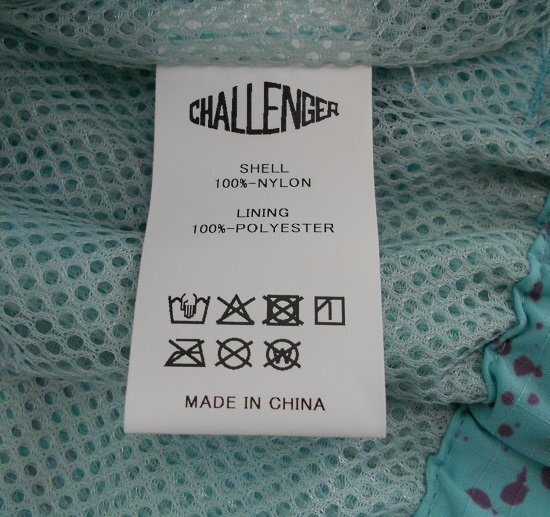 CHALLENGER
SHELL
100%-NYLON
LINING
100%-POLYESTER
W
MADE IN CHINA